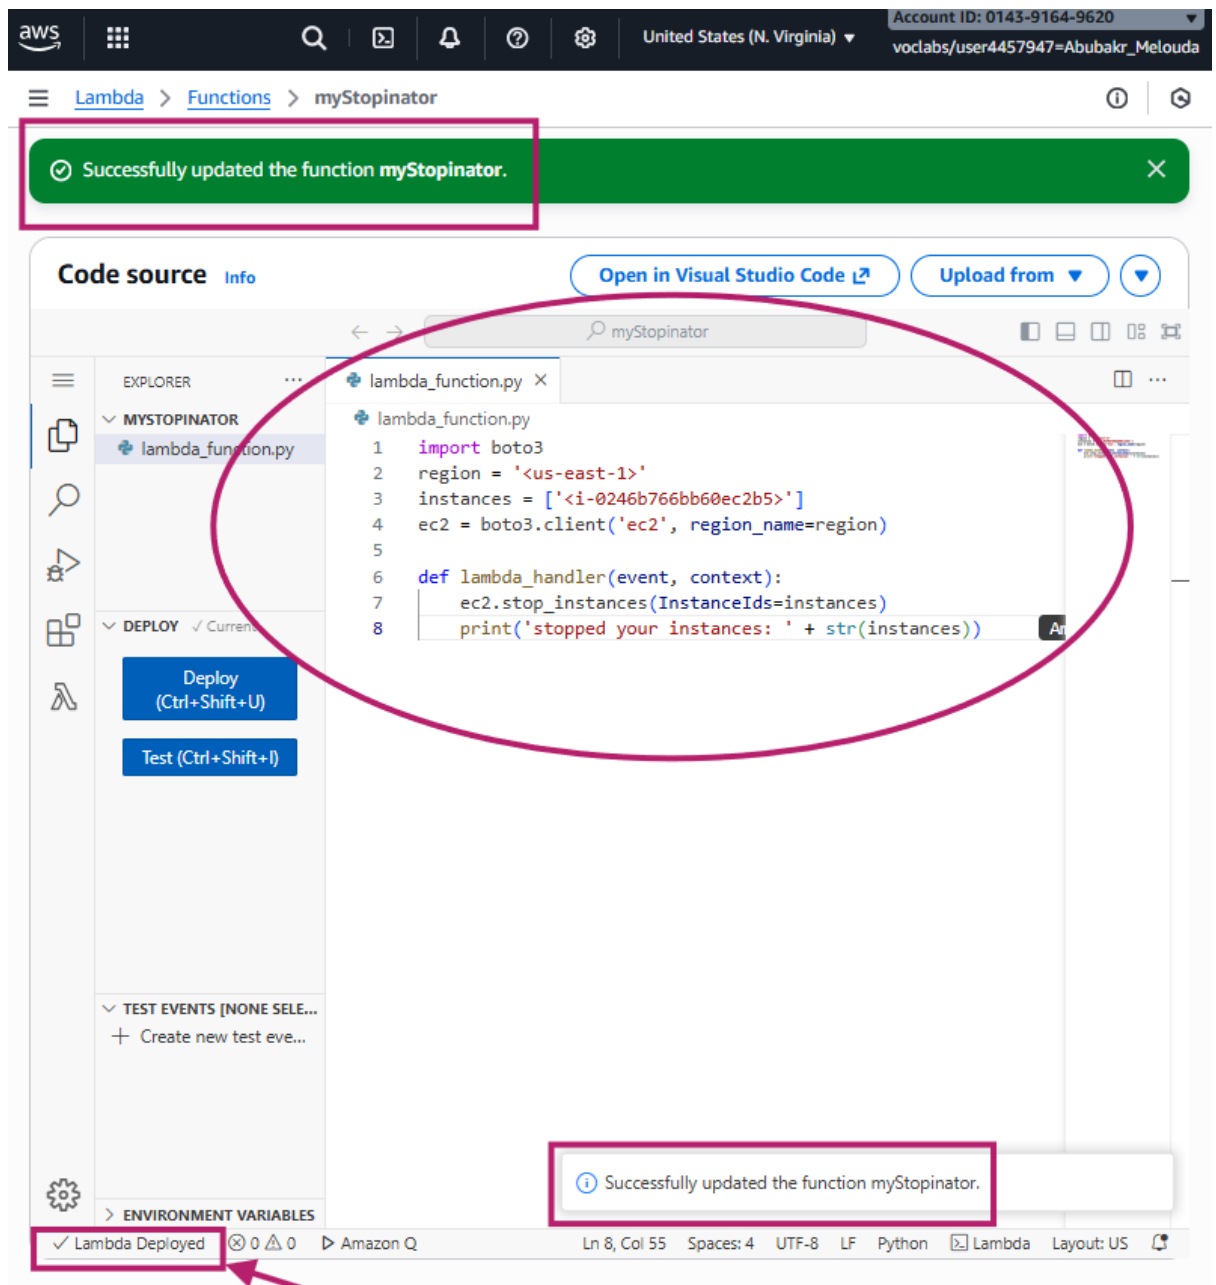 aws
United States (N. Virginia)
Account ID: 0143-9164-9620
voclabs/user4457947=Abubakr_Melouda
Lambda > Functions > myStopinator
Successfully updated the function myStopinator.
Code source Info
Open in Visual Studio Code
Upload from
myStopinator
EXPLORER
lambda_function.py
MYSTOPINATOR
lambda_function.py
lambda_function.py
1 import boto3
2 region = '<us-east-1>'
3 instances = ['<i-0246b766bb60ec2b5>']
4 ec2 = boto3.client('ec2', region_name=region)
5
6 def lambda_handler(event, context):
7 ec2.stop_instances(InstanceIds=instances)
8 print('stopped your instances: ' + str(instances))
DEPLOY
Deploy
(Ctrl+Shift+U)
Test (Ctrl+Shift+I)
TEST EVENTS [NONE SELE...
+ Create new test eve...
Successfully updated the function myStopinator.
ENVIRONMENT VARIABLES
Lambda Deployed 0 0 Amazon Q Ln 8, Col 55 Spaces: 4 UTF-8 LF Python Lambda Layout: US